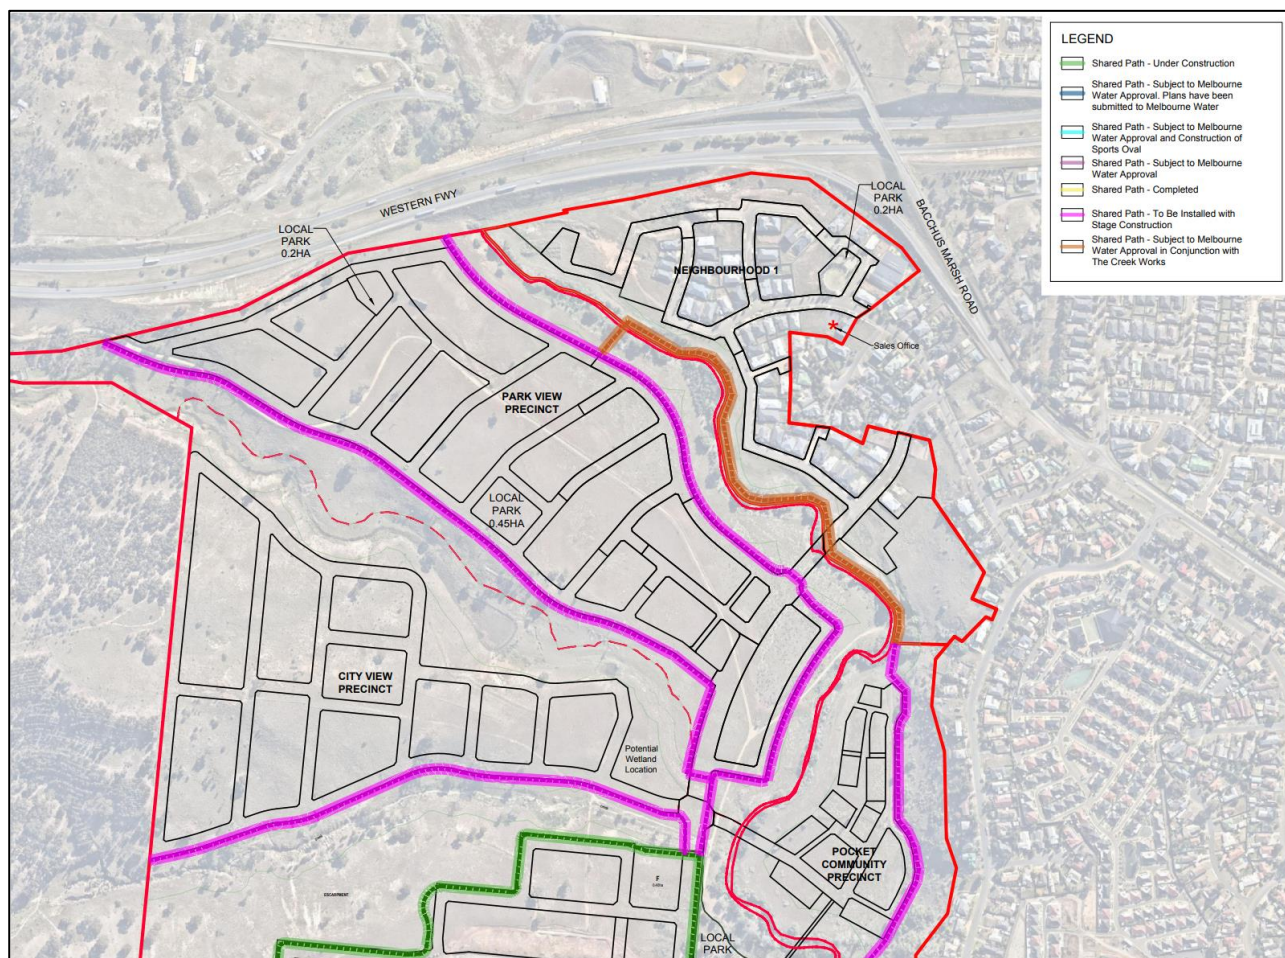 LEGEND
Shared Path - Under Construction
Shared Path - Subject to Melbourne
Water Approval. Plans have been
submitted to Melbourne Water
Shared Path - Subject to Melbourne
Water Approval and Construction of
Sports Oval
Shared Path - Subject to Melbourne
Water Approval
Shared Path - Completed
Shared Path - To Be Installed with
Stage Construction
Shared Path - Subject to Melbourne
Water Approval in Conjunction with
The Creek Works
WESTERN FWY
LOCAL
PARK
0.2HA
LOCAL
PARK
0.2HA
BACCHUS MARSH ROAD
NEIGHBOURHOOD 1
Sales Office
PARK VIEW
PRECINCT
LOCAL
PARK
0.45HA
CITY VIEW
PRECINCT
Potential
Wetland
Location
POCKET
COMMUNITY
PRECINCT
ESCARPMENT
F
LOCAL
PARK